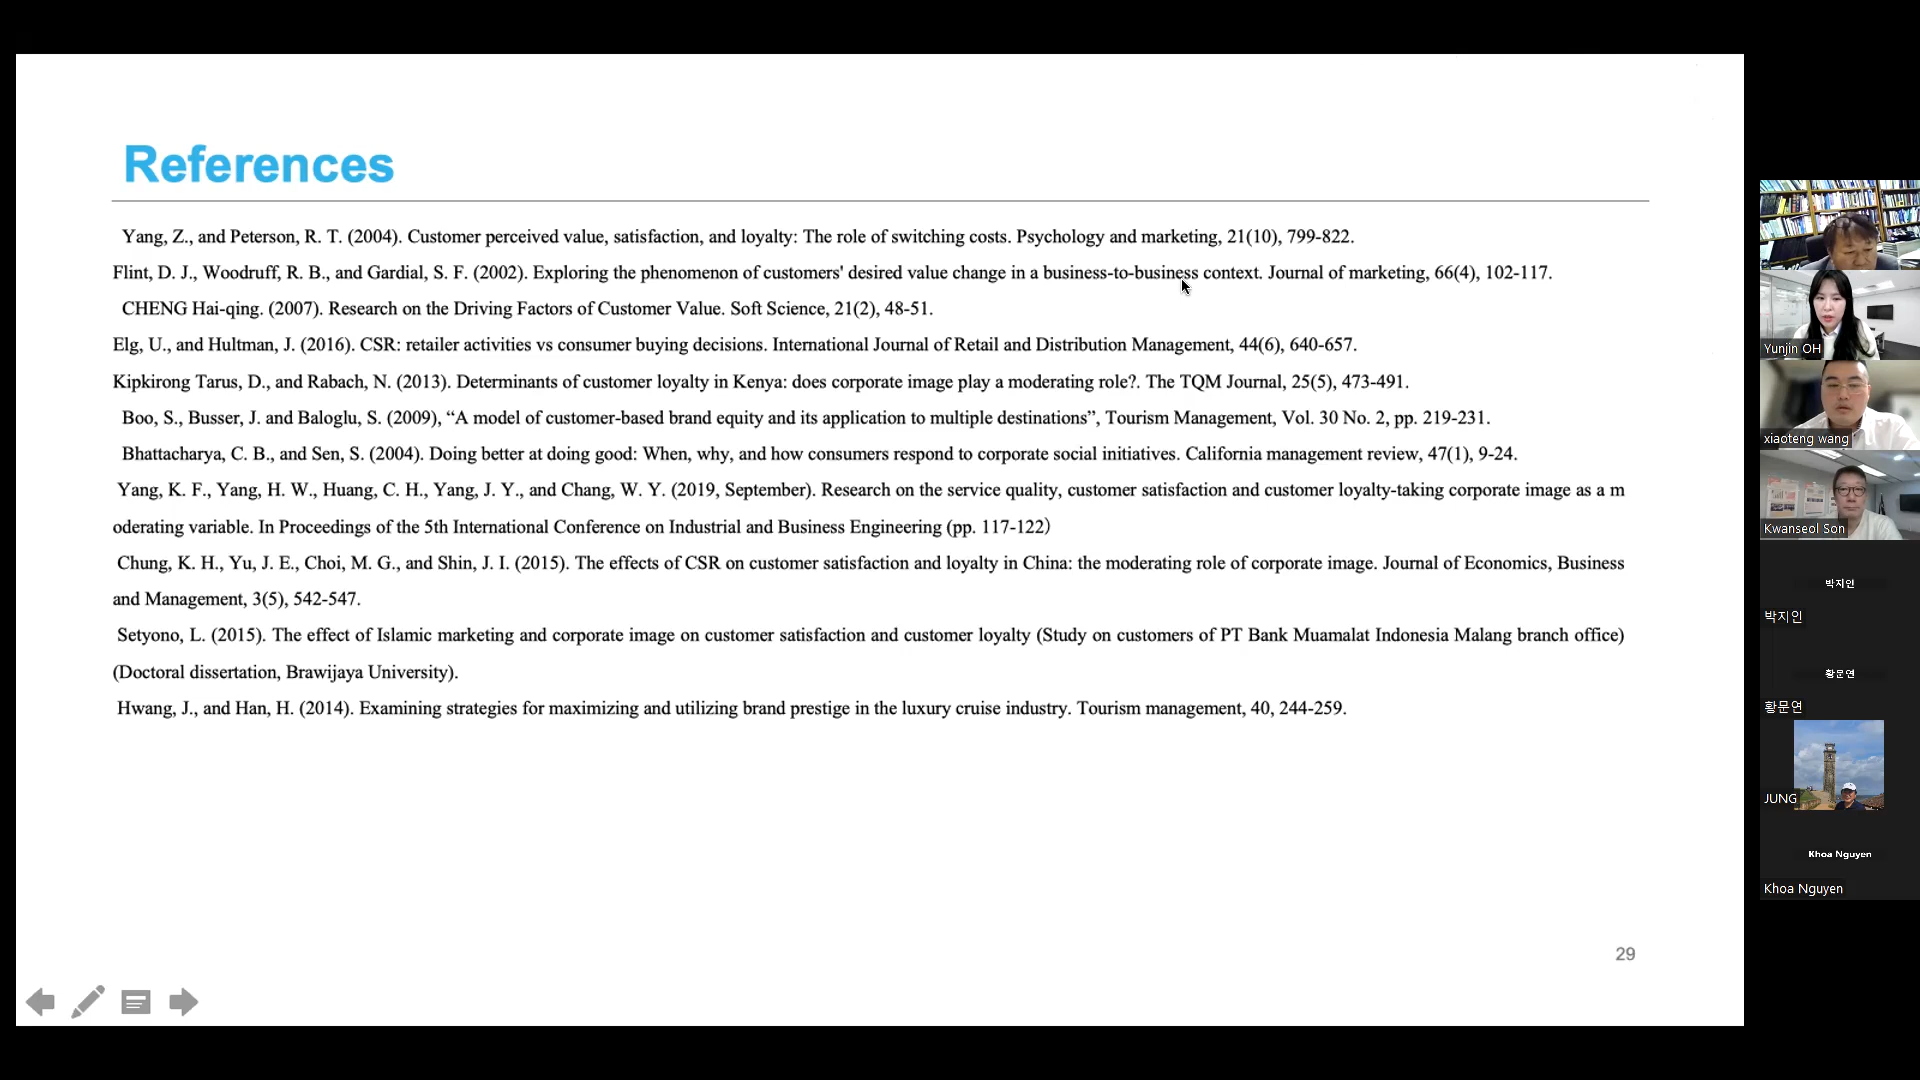 References
Yang, Z., and Peterson, R. T. (2004). Customer perceived value, satisfaction, and loyalty: The role of switching costs. Psychology and marketing, 21(10), 799-822.
Flint, D. J., Woodruff, R. B., and Gardial, S. F. (2002). Exploring the phenomenon of customers' desired value change in a business-to-business context. Journal of marketing, 66(4), 102-117.
CHENG Hai-qing. (2007). Research on the Driving Factors of Customer Value. Soft Science, 21(2), 48-51.
Elg, U., and Hultman, J. (2016). CSR: retailer activities vs consumer buying decisions. International Journal of Retail and Distribution Management, 44(6), 640-657.
Kipkirong Tarus, D., and Rabach, N. (2013). Determinants of customer loyalty in Kenya: does corporate image play a moderating role?. The TQM Journal, 25(5), 473-491.
Boo, S., Busser, J. and Baloglu, S. (2009), “A model of customer-based brand equity and its application to multiple destinations”, Tourism Management, Vol. 30 No. 2, pp. 219-231.
Bhattacharya, C. B., and Sen, S. (2004). Doing better at doing good: When, why, and how consumers respond to corporate social initiatives. California management review, 47(1), 9-24.
Yang, K. F., Yang, H. W., Huang, C. H., Yang, J. Y., and Chang, W. Y. (2019, September). Research on the service quality, customer satisfaction and customer loyalty-taking corporate image as a m
oderating variable. In Proceedings of the 5th International Conference on Industrial and Business Engineering (pp. 117-122）
Chung, K. H., Yu, J. E., Choi, M. G., and Shin, J. I. (2015). The effects of CSR on customer satisfaction and loyalty in China: the moderating role of corporate image. Journal of Economics, Business
and Management, 3(5), 542-547.
Setyono, L. (2015). The effect of Islamic marketing and corporate image on customer satisfaction and customer loyalty (Study on customers of PT Bank Muamalat Indonesia Malang branch office)
(Doctoral dissertation, Brawijaya University).
Hwang, J., and Han, H. (2014). Examining strategies for maximizing and utilizing brand prestige in the luxury cruise industry. Tourism management, 40, 244-259.
29
Yunjin OH
xiaoteng wang
Kwanseol Son
박지인
박지인
황문연
황문연
JUNG
Khoa Nguyen
Khoa Nguyen